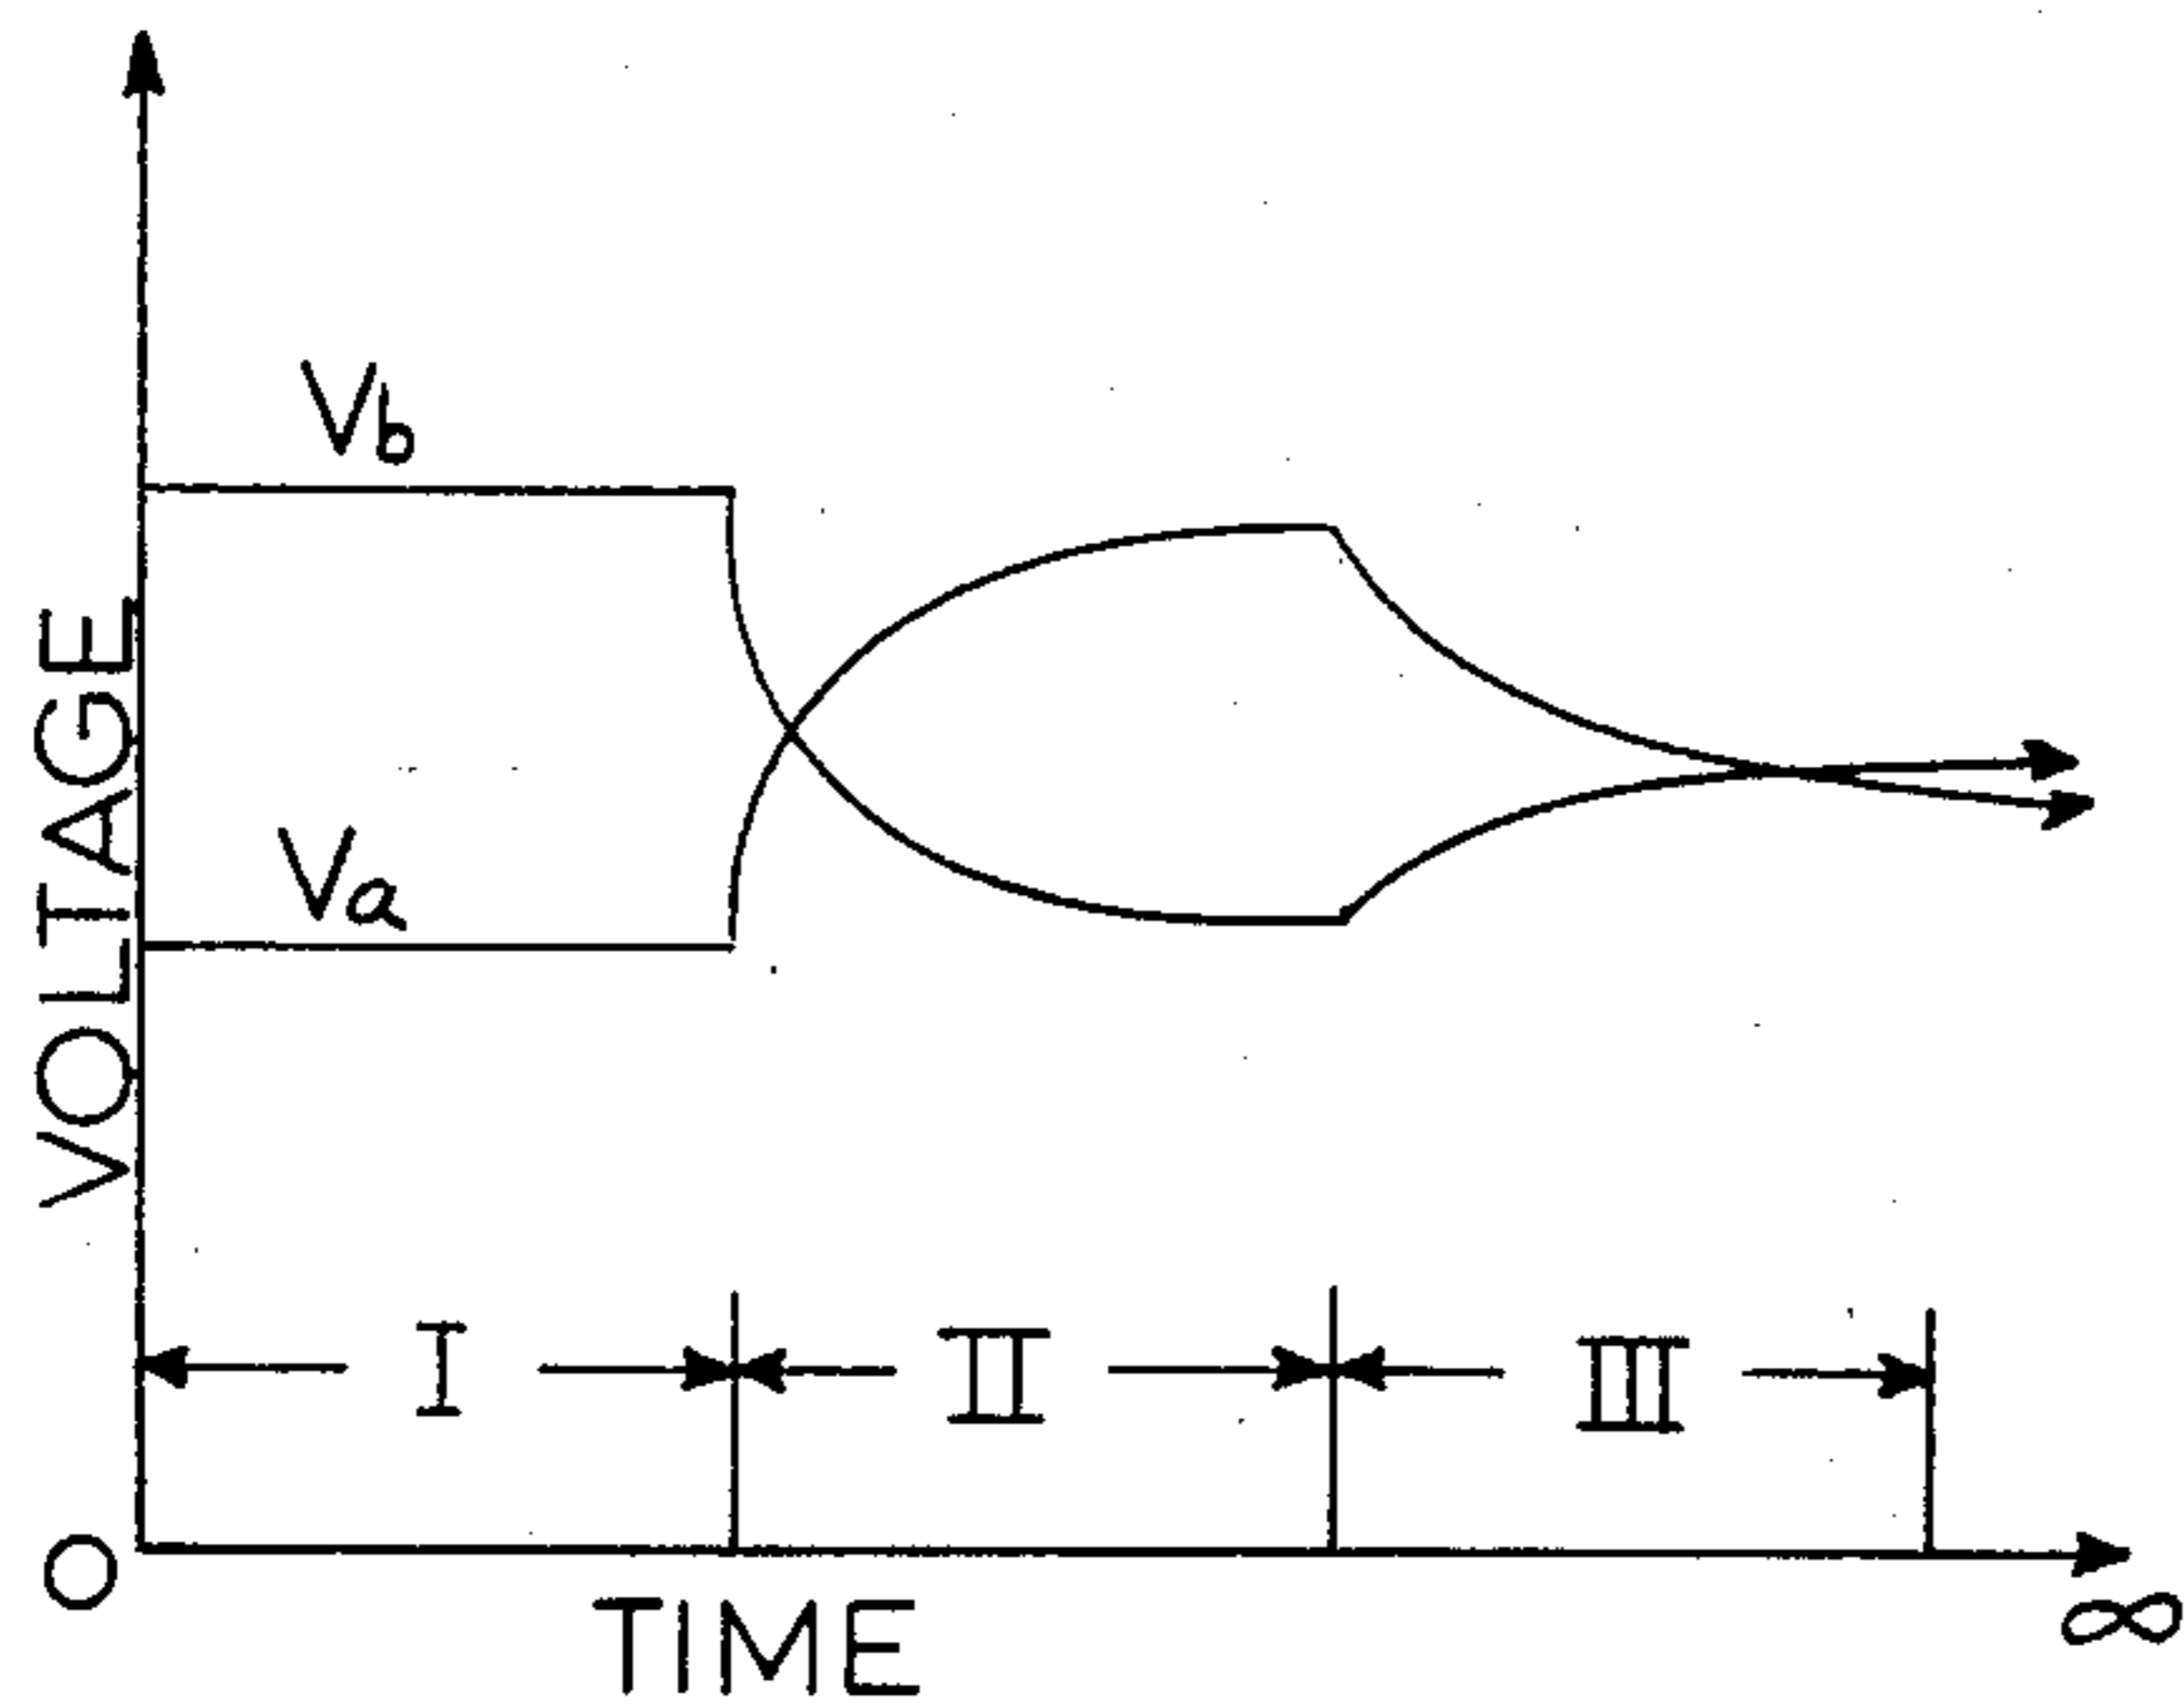 Vb
VOLTAGE
Va
I II III
O
TIME
∞